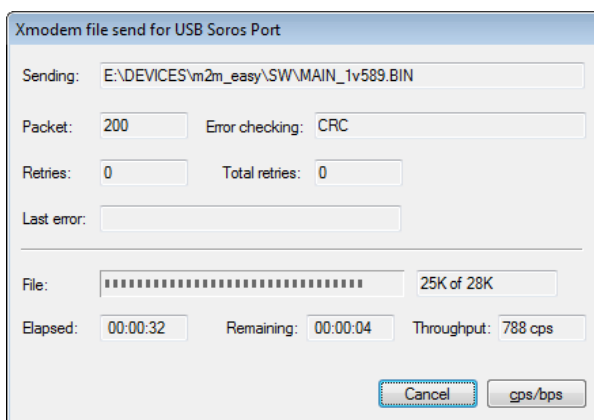 Xmodem file send for USB Soros Port
Sending: E:\DEVICES\m2m_easy\SW\MAIN_1v589.BIN
Packet: 200 Error checking: CRC
Retries: 0 Total retries: 0
Last error:
File: 25K of 28K
Elapsed: 00:00:32 Remaining: 00:00:04 Throughput: 788 cps
Cancel cps/bps